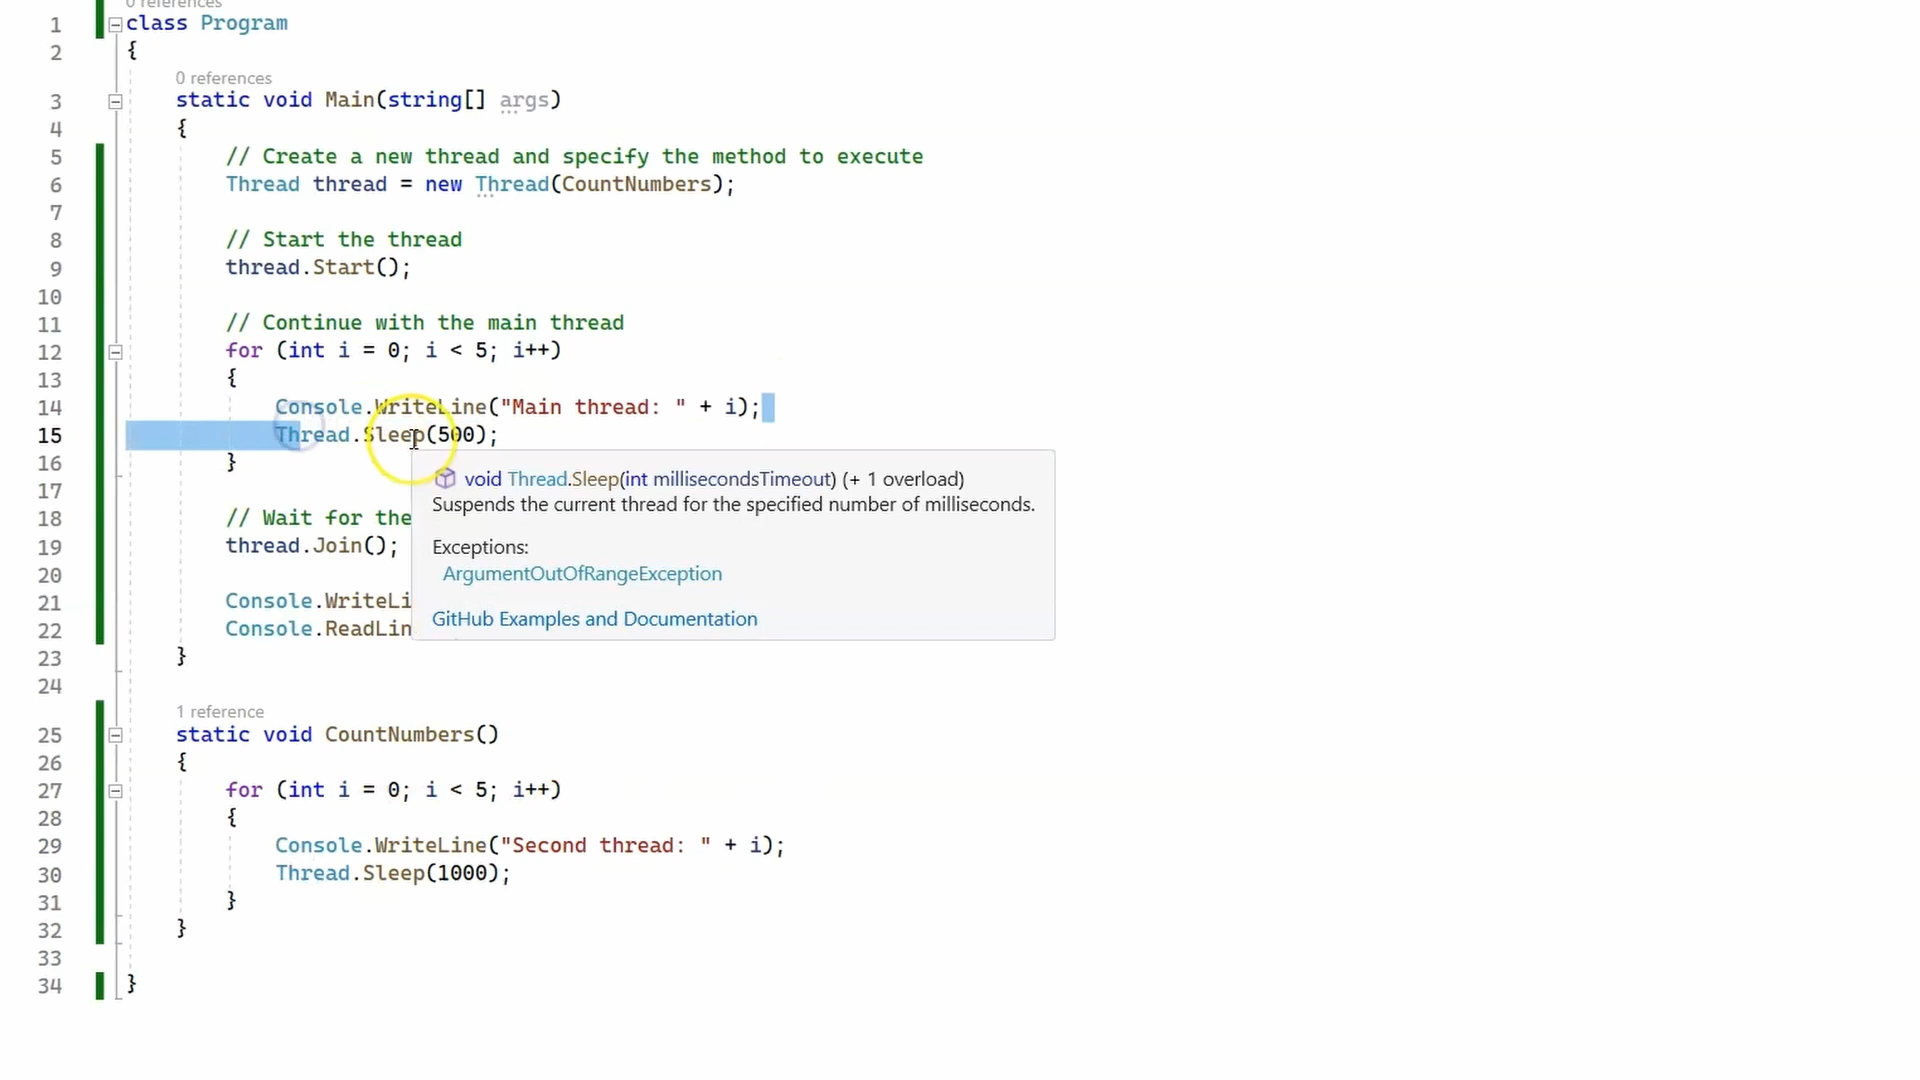 0 references
1 class Program
2 {
0 references
3 static void Main(string[] args)
4 {
5 // Create a new thread and specify the method to execute
6 Thread thread = new Thread(CountNumbers);
7
8 // Start the thread
9 thread.Start();
10
11 // Continue with the main thread
12 for (int i = 0; i < 5; i++)
13 {
14 Console.WriteLine("Main thread: " + i);
15 Thread.Sleep(500);
16 }
void Thread.Sleep(int millisecondsTimeout) (+ 1 overload)
Suspends the current thread for the specified number of milliseconds.
Exceptions:
ArgumentOutOfRangeException
GitHub Examples and Documentation
17
18 // Wait for the
19 thread.Join();
20
21 Console.WriteLi
22 Console.ReadLin
23 }
24
1 reference
25 static void CountNumbers()
26 {
27 for (int i = 0; i < 5; i++)
28 {
29 Console.WriteLine("Second thread: " + i);
30 Thread.Sleep(1000);
31 }
32 }
33
34 }